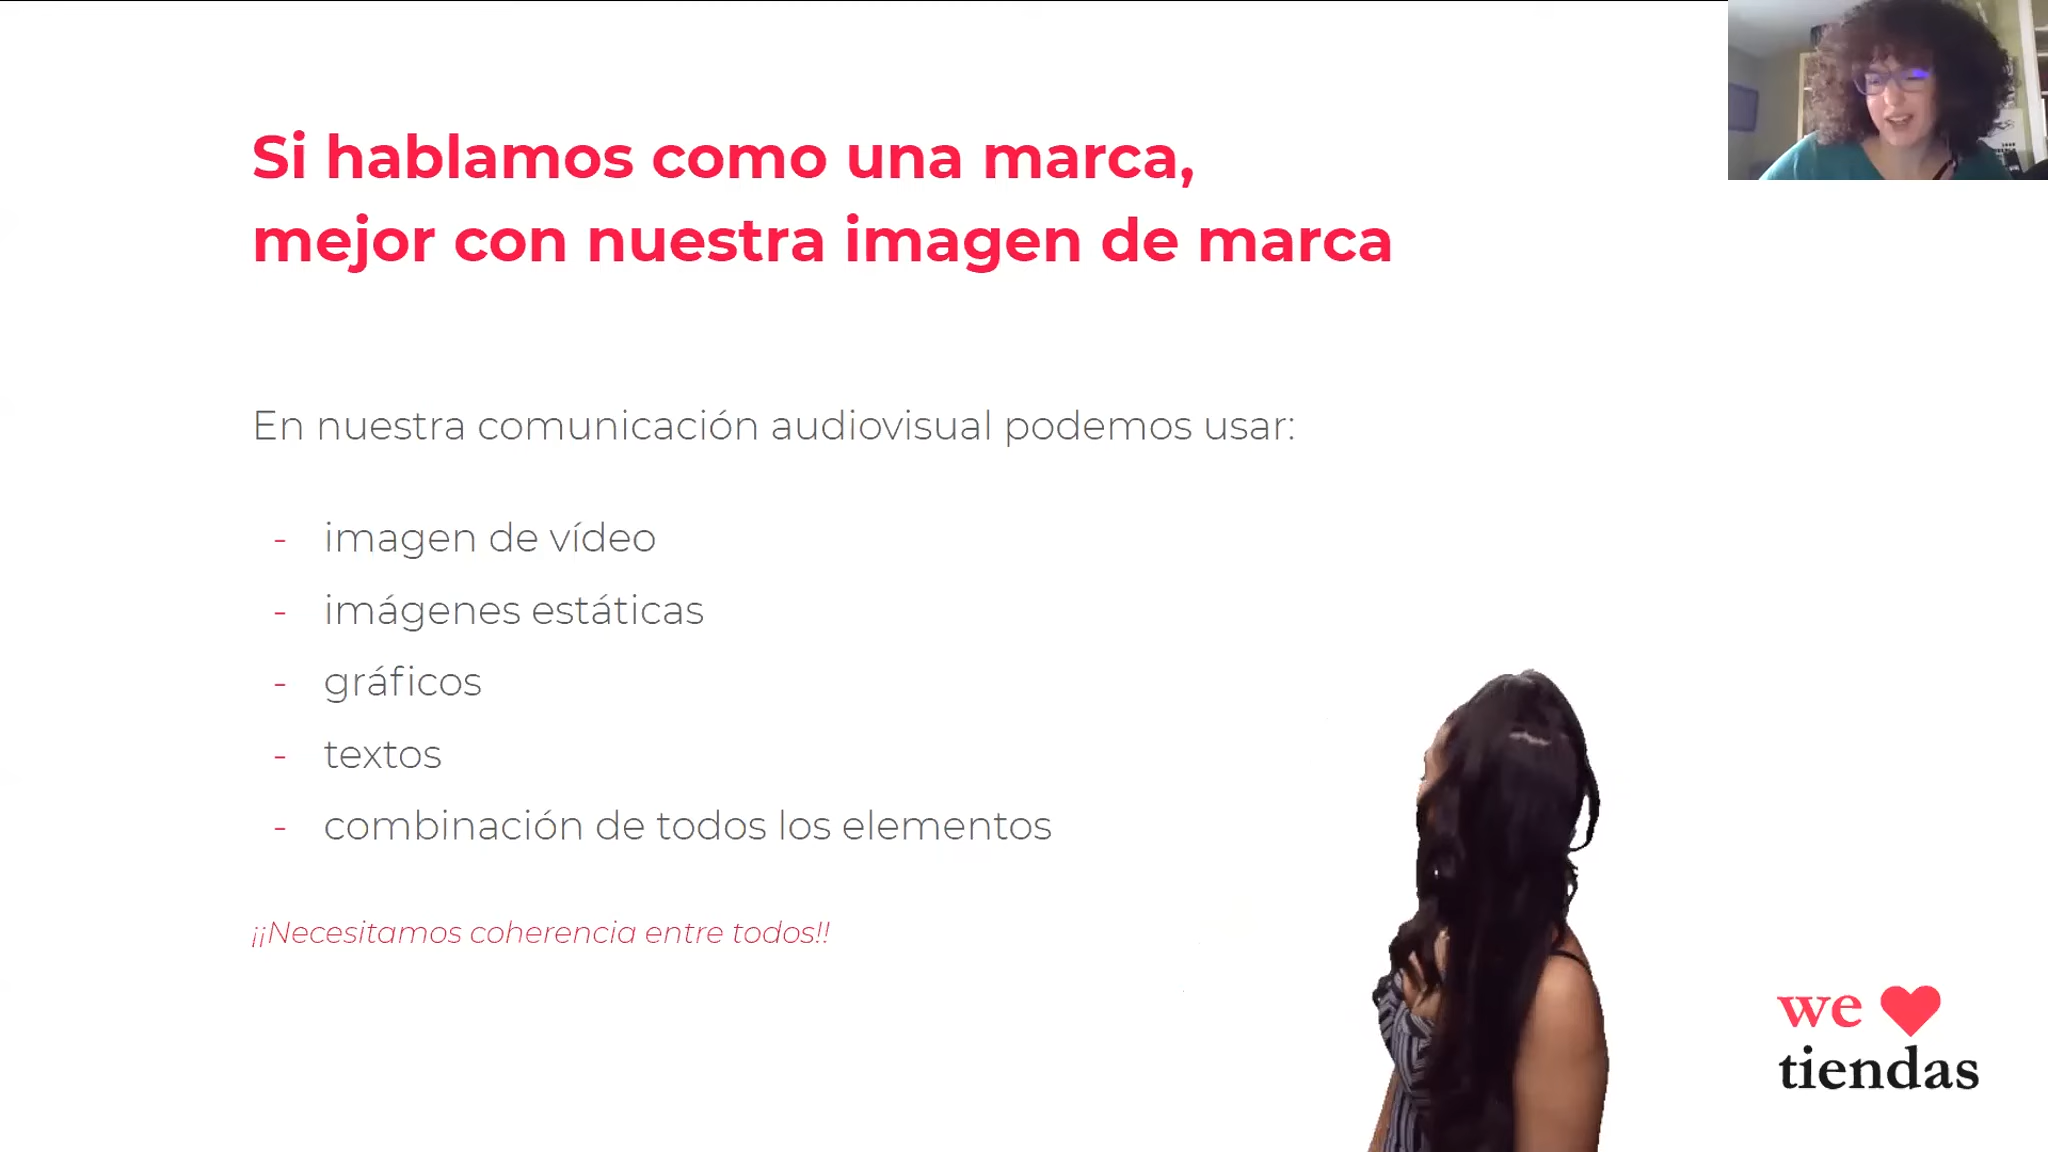 Si hablamos como una marca,
mejor con nuestra imagen de marca
En nuestra comunicación audiovisual podemos usar:
- imagen de vídeo
- imágenes estáticas
- gráficos
- textos
- combinación de todos los elementos
¡¡Necesitamos coherencia entre todos!!
we
tiendas